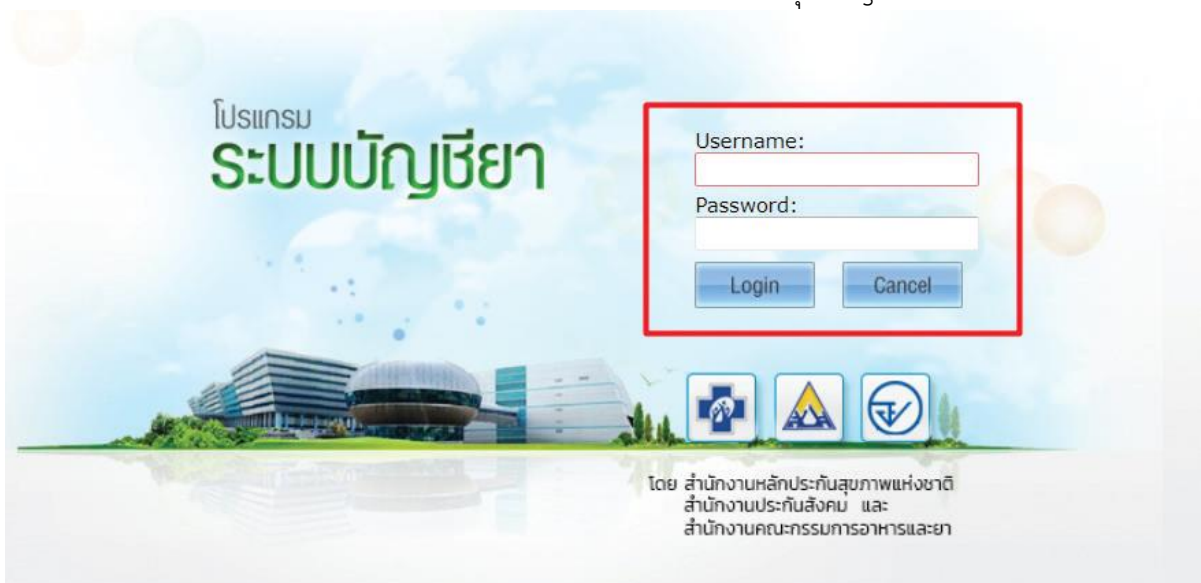 โปรแกรม
ระบบบัญชียา
Username:
Password:
Login Cancel
โดย สำนักงานหลักประกันสุขภาพแห่งชาติ
สำนักงานประกันสังคม และ
สำนักงานคณะกรรมการอาหารและยา